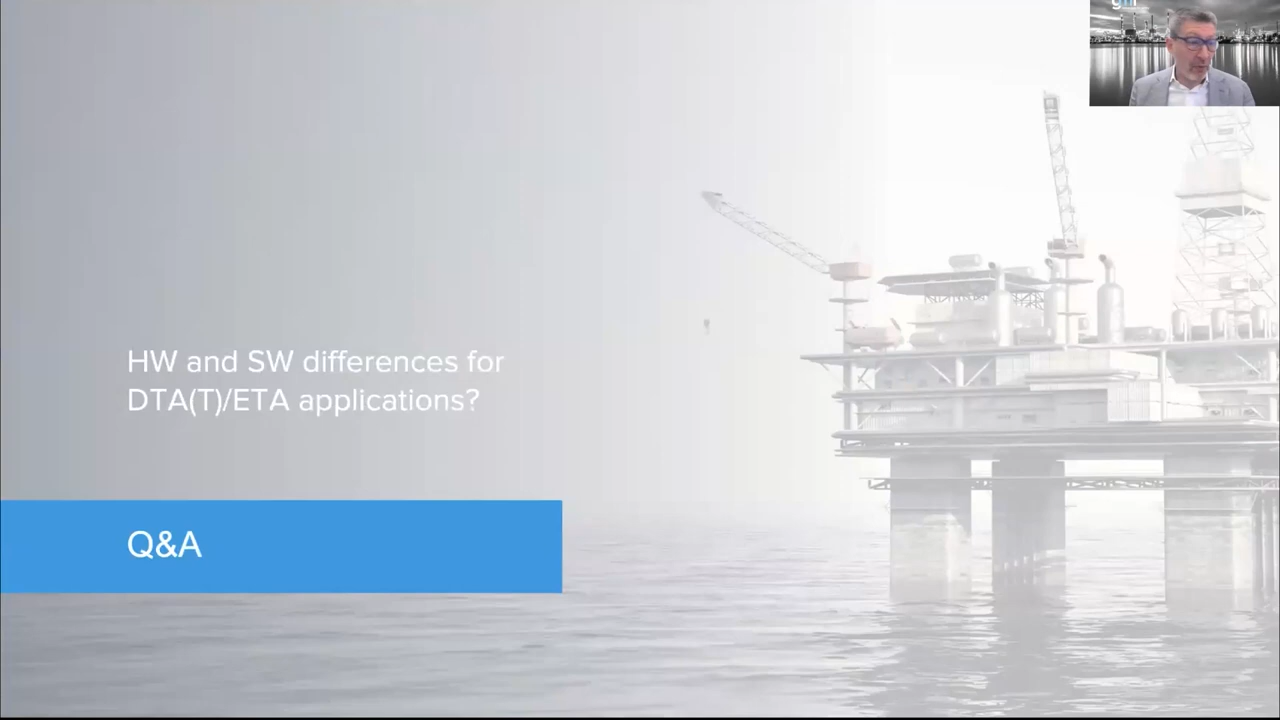 HW and SW differences for
DTA(T)/ETA applications?
Q&A